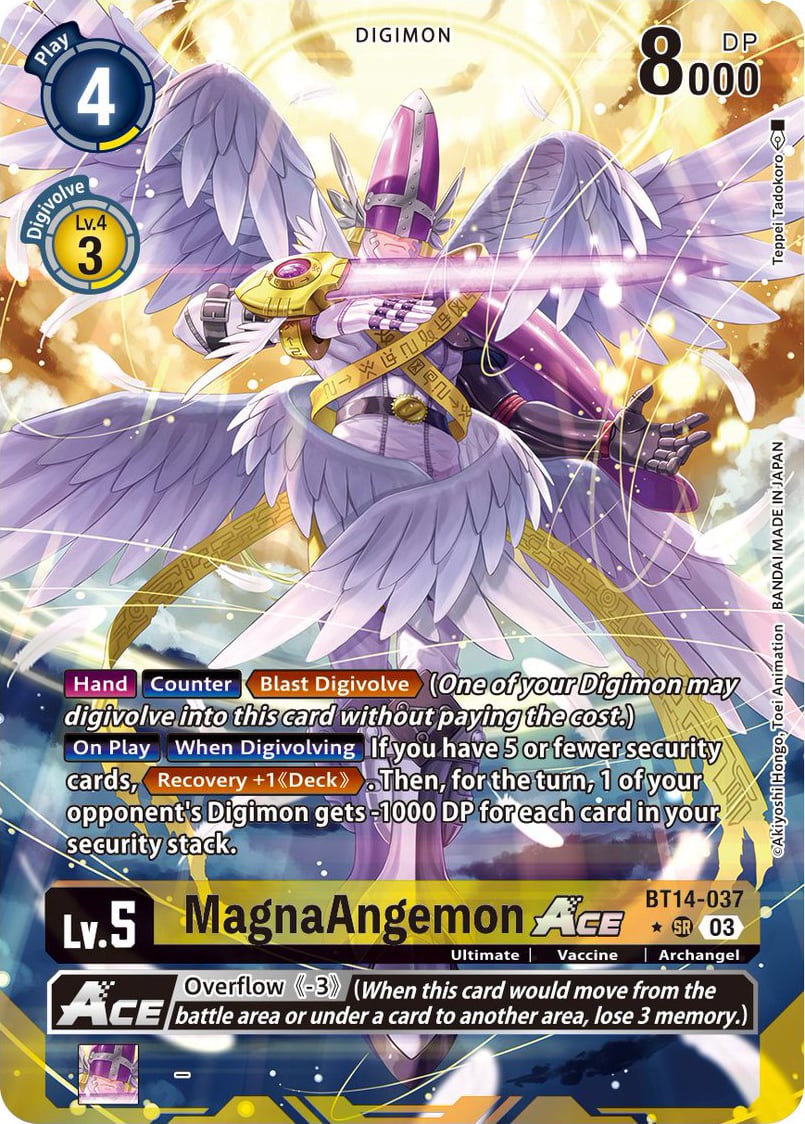 Play
4
DIGIMON
DP
8000
Digivolve
Lv.4
3
Teppei Tadokoro
©Akiyoshi Hongo, Toei Animation BANDAI MADE IN JAPAN
Hand Counter Blast Digivolve (One of your Digimon may
digivolve into this card without paying the cost.)
On Play When Digivolving If you have 5 or fewer security
cards, Recovery +1《Deck》. Then, for the turn, 1 of your
opponent's Digimon gets -1000 DP for each card in your
security stack.
Lv.5
MagnaAngemon ACE
BT14-037
★ SR 03
Ultimate | Vaccine | Archangel
ACE
Overflow《-3》(When this card would move from the
battle area or under a card to another area, lose 3 memory.)
-